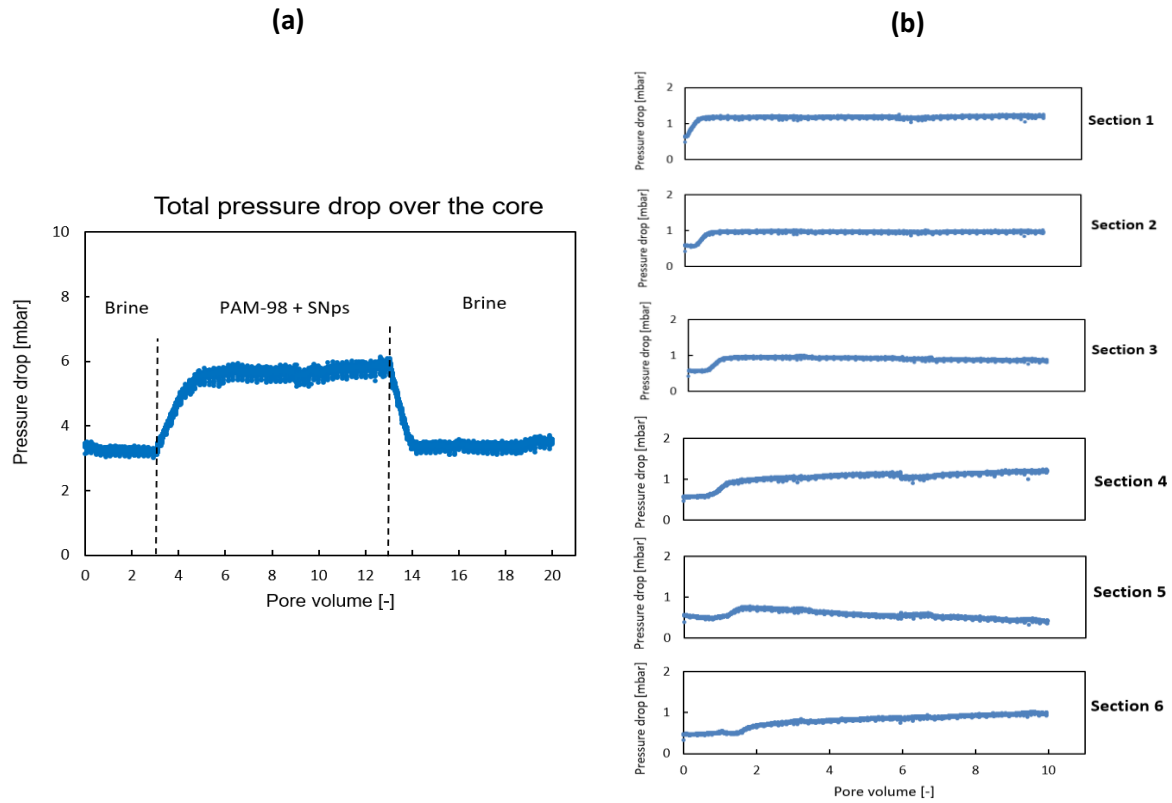 (a)
Total pressure drop over the core
Pressure drop [mbar]
10
8
6
4
2
0
Brine
PAM-98 + SNps
Brine
0 2 4 6 8 10 12 14 16 18 20
Pore volume [-]
(b)
Pressure drop [mbar]
2
1
0
Section 1
Pressure drop [mbar]
2
1
0
Section 2
Pressure drop [mbar]
2
1
0
Section 3
Pressure drop [mbar]
2
1
0
Section 4
Pressure drop [mbar]
2
1
0
Section 5
Pressure drop [mbar]
2
1
0
Section 6
0 2 4 6 8 10
Pore volume [-]